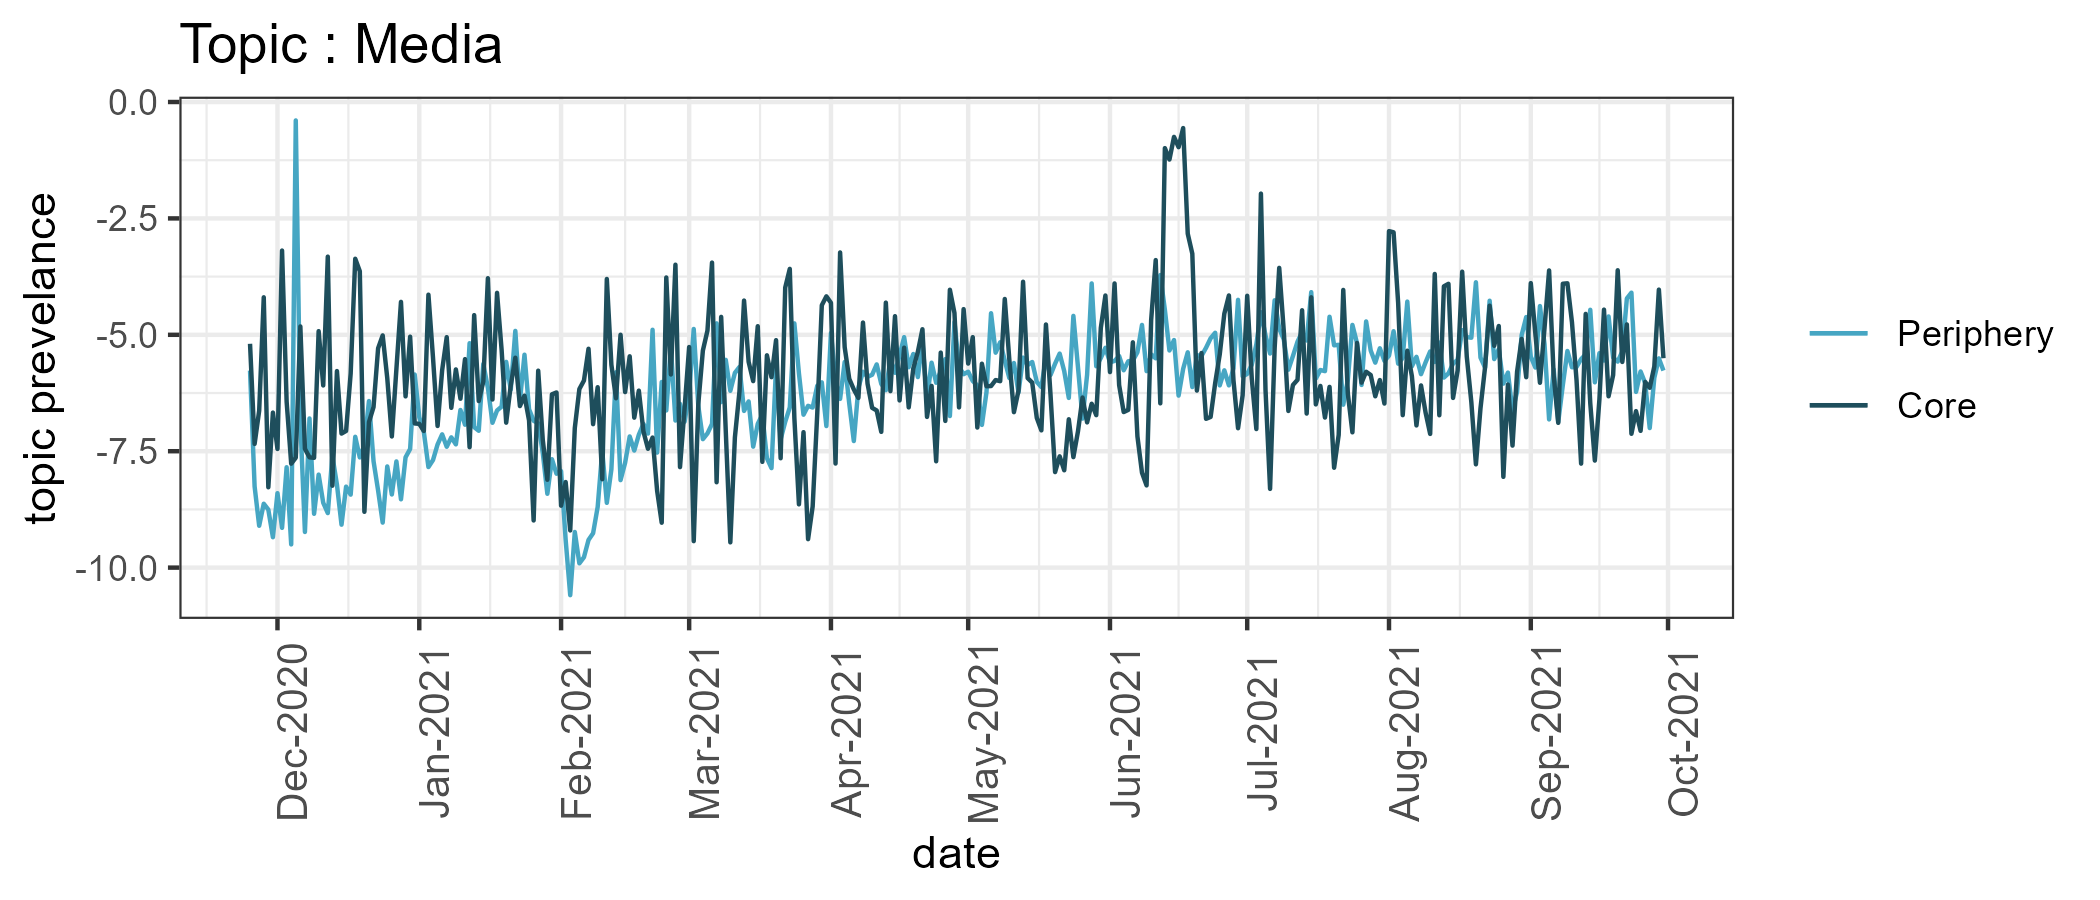 Topic : Media
topic prevelance
0.0
-2.5
-5.0
-7.5
-10.0
Dec-2020
Jan-2021
Feb-2021
Mar-2021
Apr-2021
May-2021
Jun-2021
Jul-2021
Aug-2021
Sep-2021
Oct-2021
date
Periphery
Core